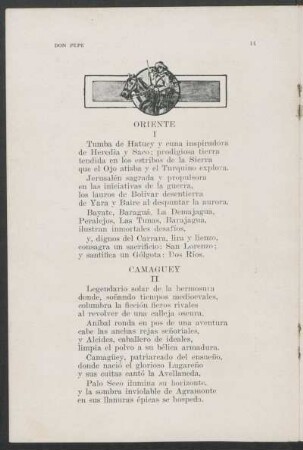 DON PEPE 11
ORIENTE
I
Tumba de Hatuey y cuna inspiradora
de Heredia y Saco: prodigiosa tierra
tendida en los estribos de la Sierra
que el Ojo atisba y el Turquino explora.
Jerusalén sagrada y propulsora
en las iniciativas de la guerra,
los lauros de Bolívar desentierra
de Yara y Baire al despuntar la aurora.
Bayate, Baraguá, La Demajagua,
Peralejos, Las Tunas, Barajagua,
ilustran inmortales desafíos,
y, dignos del Carrara, lira y lienzo,
consagra un sacrificio: San Lorenzo;
y santifica un Gólgota: Dos Ríos.
CAMAGUEY
II
Legendario solar de la hermosura
donde, soñando tiempos medioevales,
columbra la ficción fieros rivales
al revolver de una calleja oscura.
Aníbal ronda en pos de una aventura
cabe las anchas rejas señoriales,
y Alcides, caballero de ideales,
limpia el polvo a su bélica armadura.
Camagüey, patriarcado del ensueño,
donde nació el glorioso Lugareño
y sus cuitas cantó la Avellaneda,
Palo Seco ilumina su horizonte,
y la sombra inviolable de Agramonte
en sus llanuras épicas se hospeda.